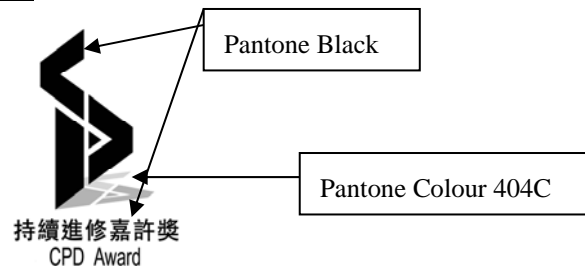 Pantone Black
Pantone Colour 404C
持續進修嘉許獎
CPD Award